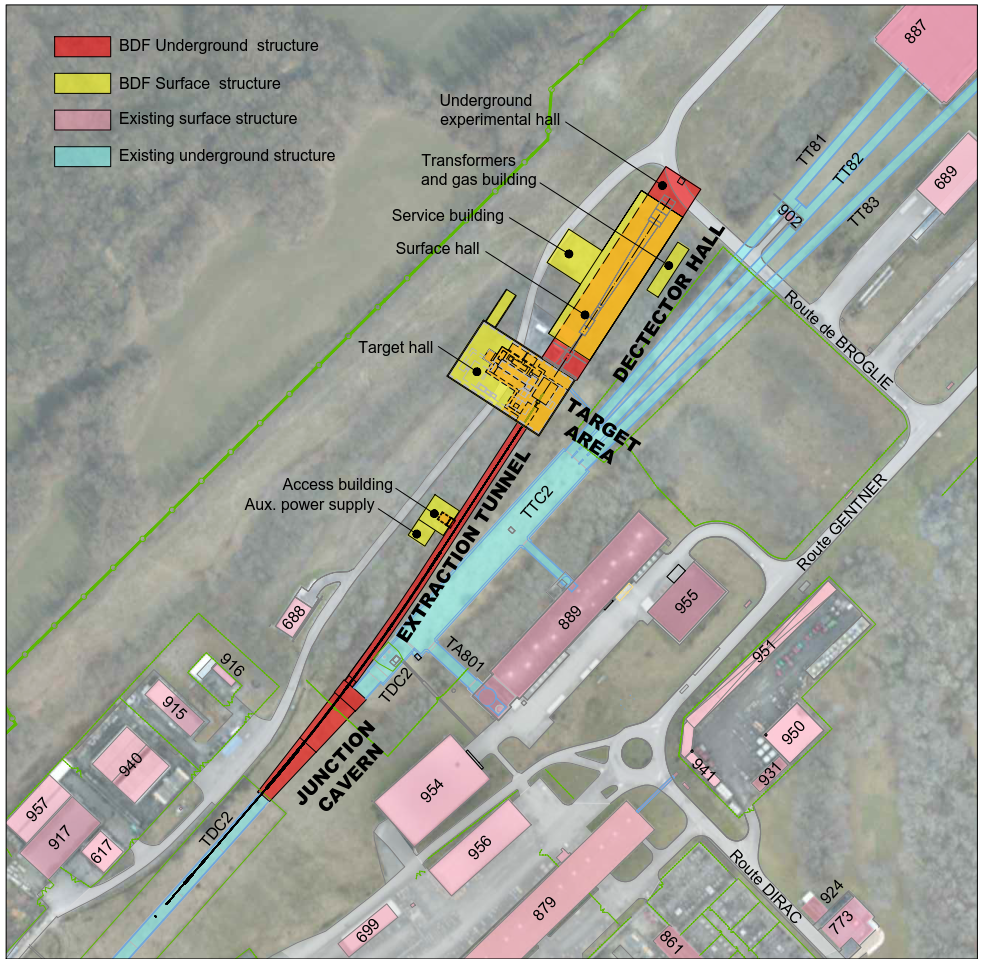 BDF Underground  structure
BDF Surface  structure
Existing surface structure
Existing underground structure
887
Underground
experimental hall
Transformers
and gas building
Service building
Surface hall
Target hall
TT81
TT82
TT83
902
689
DECTECTOR HALL
Route de BROGLIE
TARGET
AREA
Access building
Aux. power supply
EXTRACTION TUNNEL
TTC2
Route GENTNER
889
955
688
TA801
TDC2
951
916
915
940
950
941
931
JUNCTION
CAVERN
954
957
917
617
TDC2
956
879
699
861
Route DIRAC
924
773